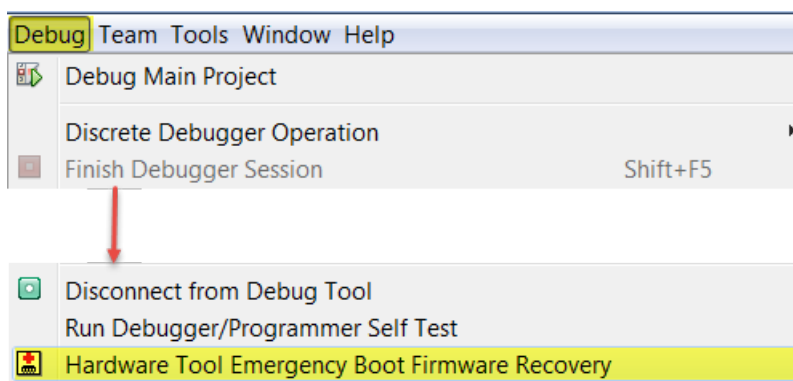 Debug Team Tools Window Help
Debug Main Project
Discrete Debugger Operation
Finish Debugger Session Shift+F5
Disconnect from Debug Tool
Run Debugger/Programmer Self Test
Hardware Tool Emergency Boot Firmware Recovery